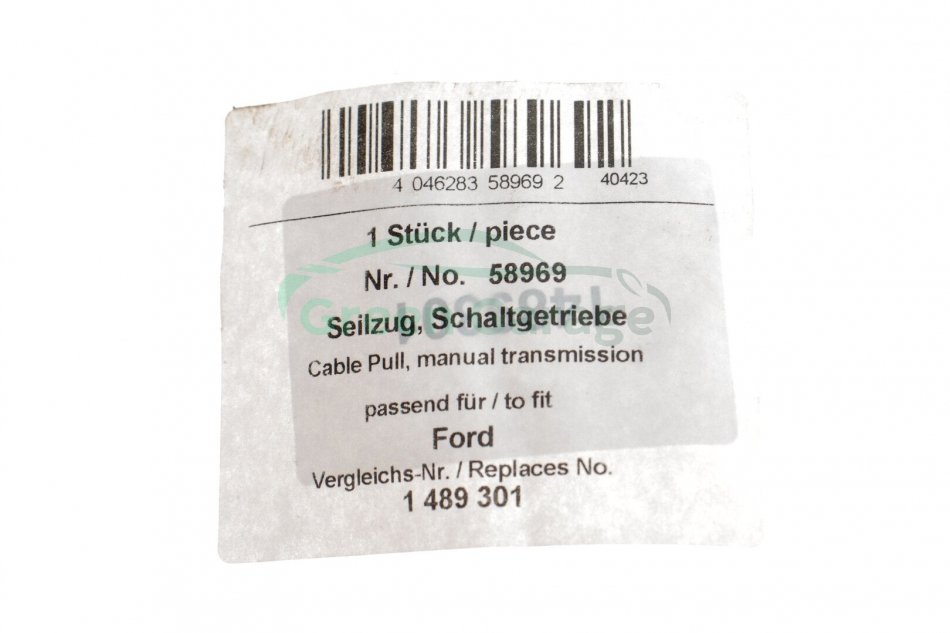 4 046283 58969 2 40423
1 Stück / piece
Nr. / No. 58969
Seilzug, Schaltgetriebe
Cable Pull, manual transmission
passend für / to fit
Ford
Vergleichs-Nr. / Replaces No.
1 489 301